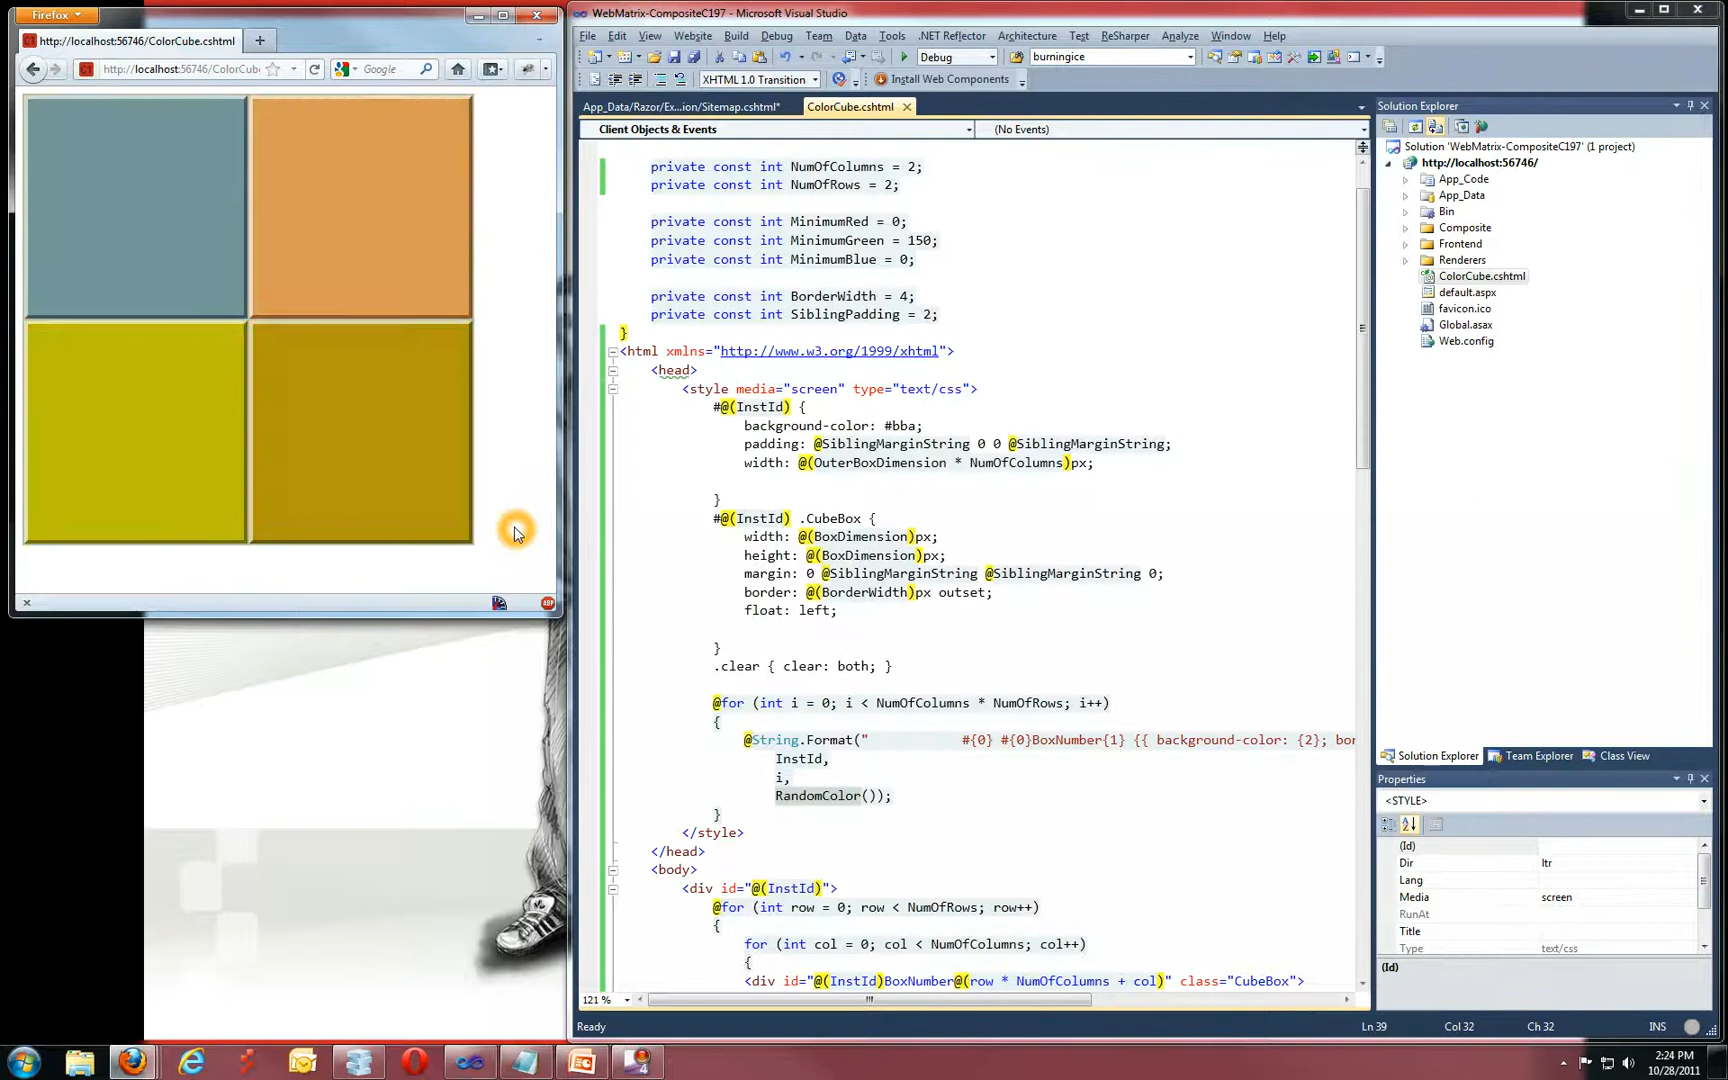 Firefox
http://localhost:56746/ColorCube.cshtml
http://localhost:56746/ColorCube
Google
WebMatrix-CompositeC197 - Microsoft Visual Studio
File Edit View Website Build Debug Team Data Tools .NET Reflector Architecture Test ReSharper Analyze Window Help
Debug burningice
XHTML 1.0 Transition Install Web Components
App_Data/Razor/Ex...ion/Sitemap.cshtml* ColorCube.cshtml
Client Objects & Events (No Events)
private const int NumOfColumns = 2;
private const int NumOfRows = 2;
private const int MinimumRed = 0;
private const int MinimumGreen = 150;
private const int MinimumBlue = 0;
private const int BorderWidth = 4;
private const int SiblingPadding = 2;
}
<html xmlns="http://www.w3.org/1999/xhtml">
<head>
<style media="screen" type="text/css">
#@(InstId) {
background-color: #bba;
padding: @SiblingMarginString 0 0 @SiblingMarginString;
width: @(OuterBoxDimension * NumOfColumns)px;
}
#@(InstId) .CubeBox {
width: @(BoxDimension)px;
height: @(BoxDimension)px;
margin: 0 @SiblingMarginString @SiblingMarginString 0;
border: @(BorderWidth)px outset;
float: left;
}
.clear { clear: both; }
@for (int i = 0; i < NumOfColumns * NumOfRows; i++)
{
@String.Format(" #{0} #{0}BoxNumber{1} {{ background-color: {2}; bor
InstId,
i,
RandomColor());
}
</style>
</head>
<body>
<div id="@(InstId)">
@for (int row = 0; row < NumOfRows; row++)
{
for (int col = 0; col < NumOfColumns; col++)
{
<div id="@(InstId)BoxNumber@(row * NumOfColumns + col)" class="CubeBox">
121 %
Ready Ln 39 Col 32 Ch 32 INS
Solution Explorer
Solution 'WebMatrix-CompositeC197' (1 project)
http://localhost:56746/
App_Code
App_Data
Bin
Composite
Frontend
Renderers
ColorCube.cshtml
default.aspx
favicon.ico
Global.asax
Web.config
Solution Explorer Team Explorer Class View
Properties
<STYLE>
(Id)
Dir ltr
Lang
Media screen
RunAt
Title
Type text/css
(Id)
ABP
2:24 PM
10/28/2011